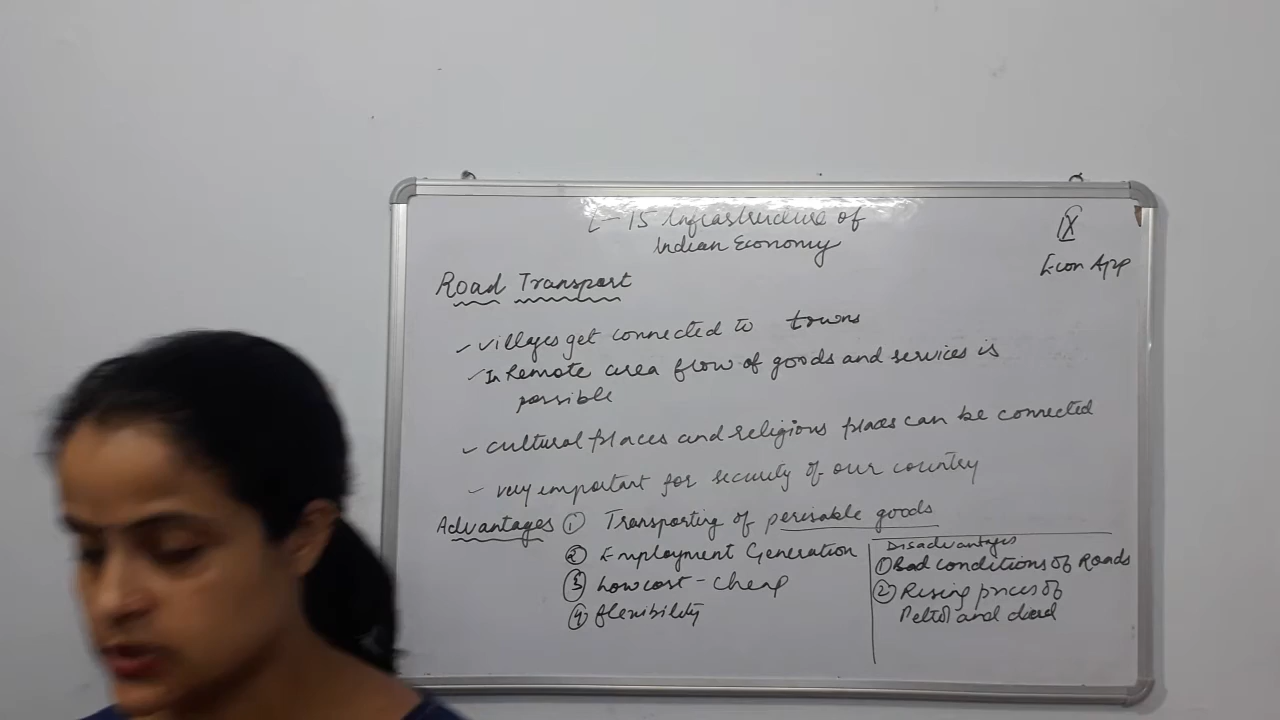 L-15 Infrastructure of
Indian Economy
IX
Econ App
Road Transport
villages get connected to towns
In Remote area flow of goods and services is
possible
cultural places and religious places can be connected
very important for security of our country
Advantages ① Transporting of perisable goods
② Employment Generation
③ Low cost - cheap
④ flexibility
Disadvantages
① Bad conditions of Roads
② Rising prices of
Petrol and diesel